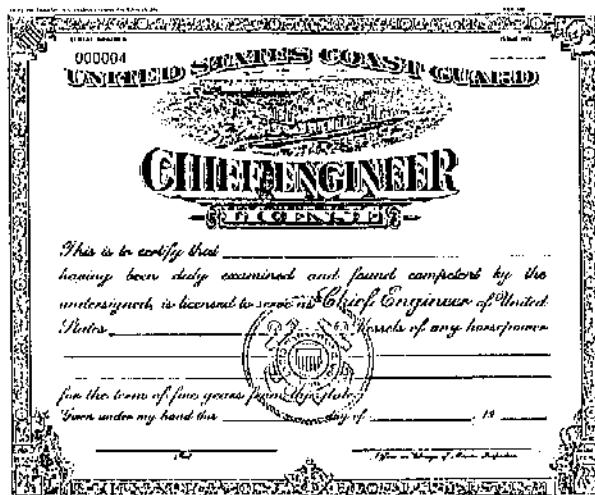 SERIAL NUMBER
000004
UNITED STATES COAST GUARD
CHIEF ENGINEER
LICENSE
This is to certify that
having been duly examined and found competent by the
undersigned, is licensed to serve as Chief Engineer of United
States Vessels of any horsepower
for the term of five years from this date.
Given under my hand this day of , 19